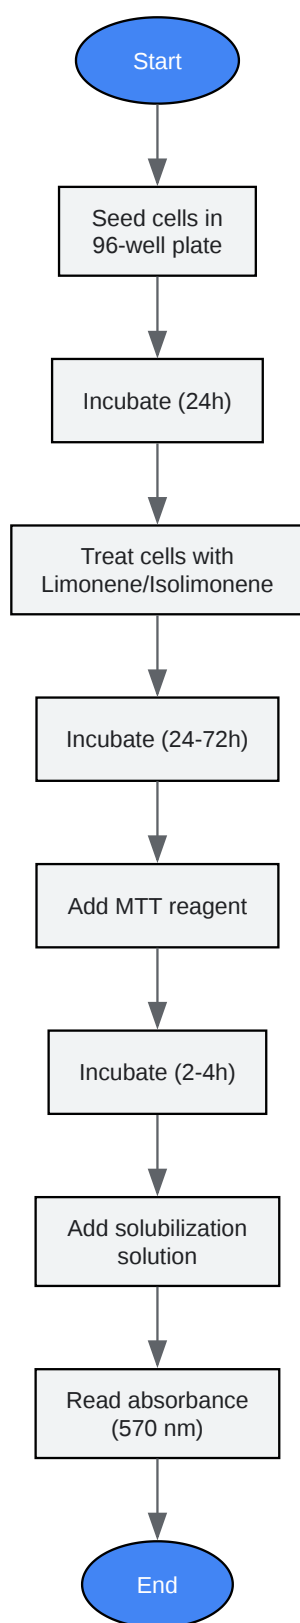 Start
Seed cells in
96-well plate
Incubate (24h)
Treat cells with
Limonene/Isolimonene
Incubate (24-72h)
Add MTT reagent
Incubate (2-4h)
Add solubilization
solution
Read absorbance
(570 nm)
End